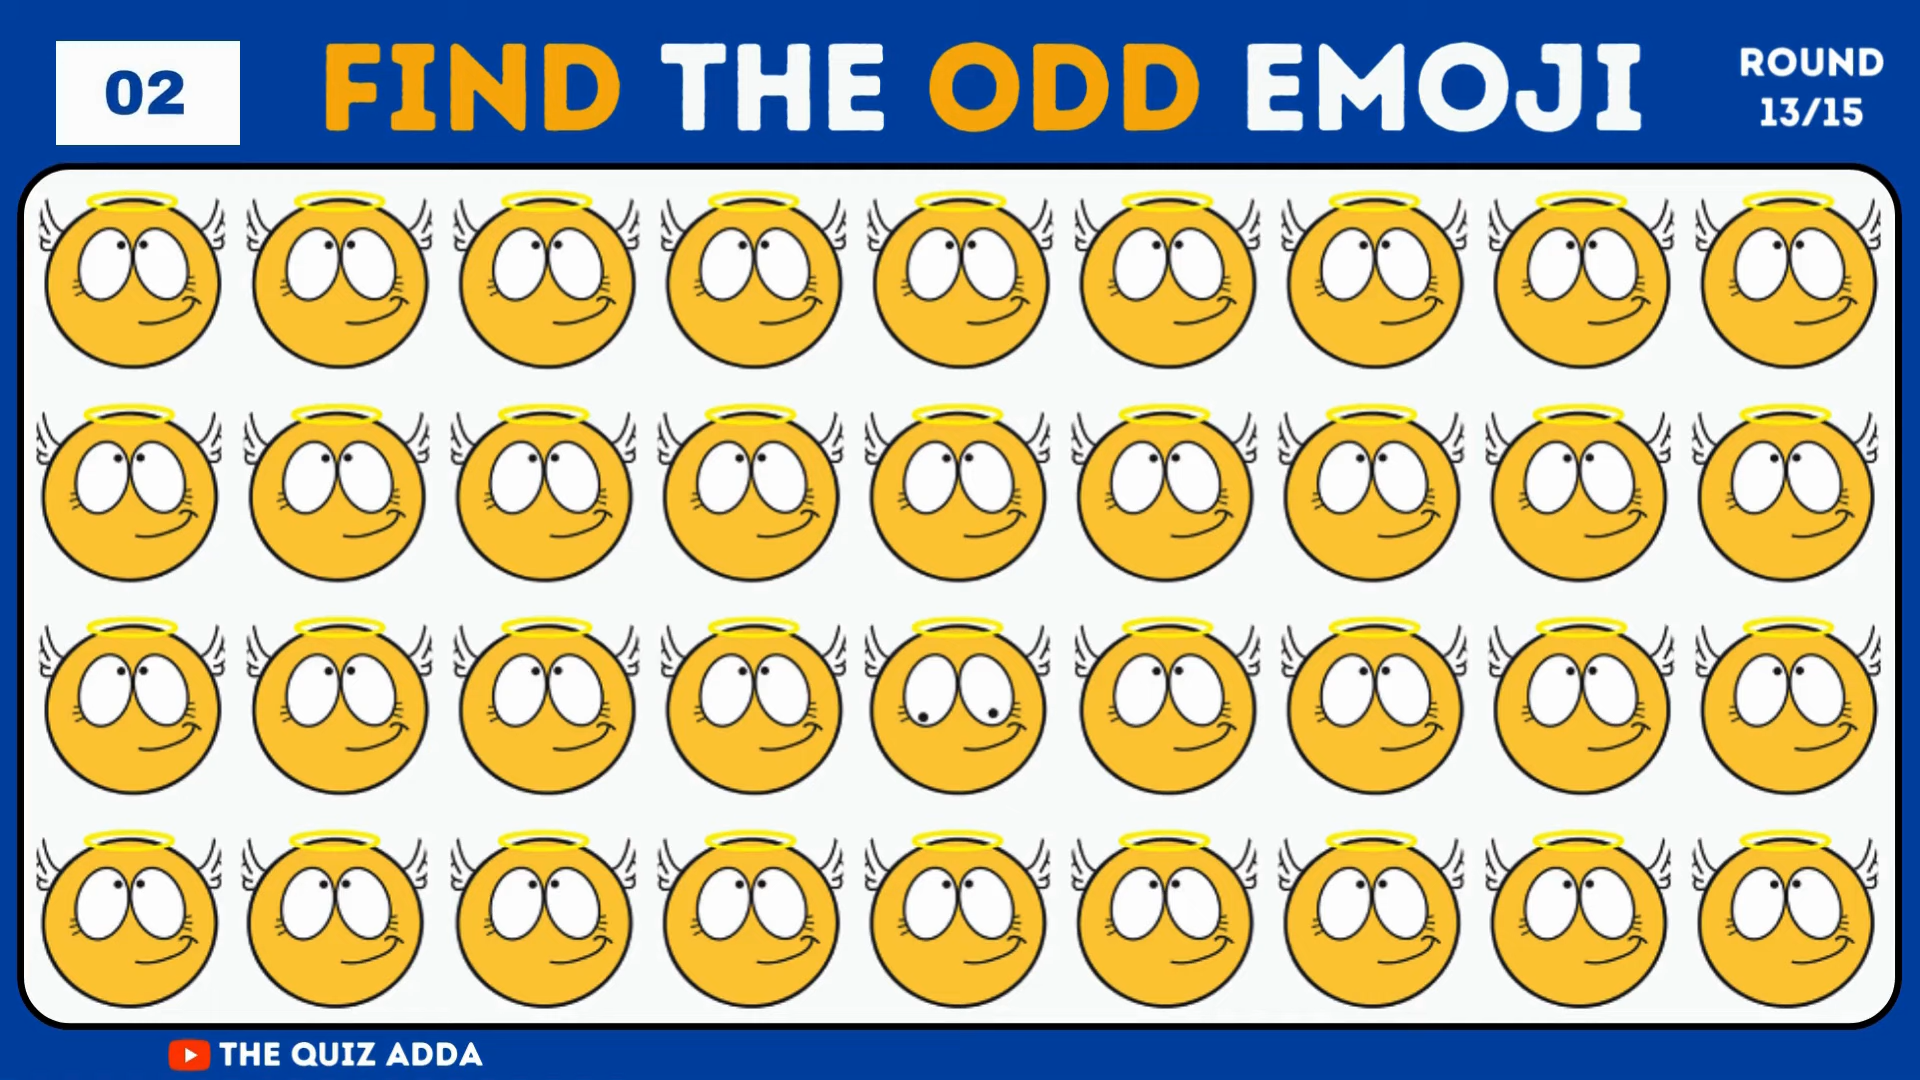 02
FIND THE ODD EMOJI
ROUND
13/15
THE QUIZ ADDA